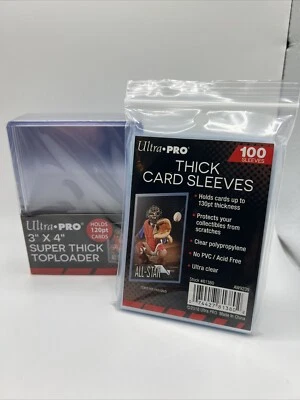 Ultra•PRO
3" X 4"
SUPER THICK
TOPLOADER
HOLDS
120pt
CARDS
Ultra•PRO
100
SLEEVES
THICK
CARD SLEEVES
• Holds cards up to
130pt thickness
• Protects your
collectibles from
scratches
• Clear polypropylene
• No PVC / Acid Free
• Ultra clear
ALL-STAR